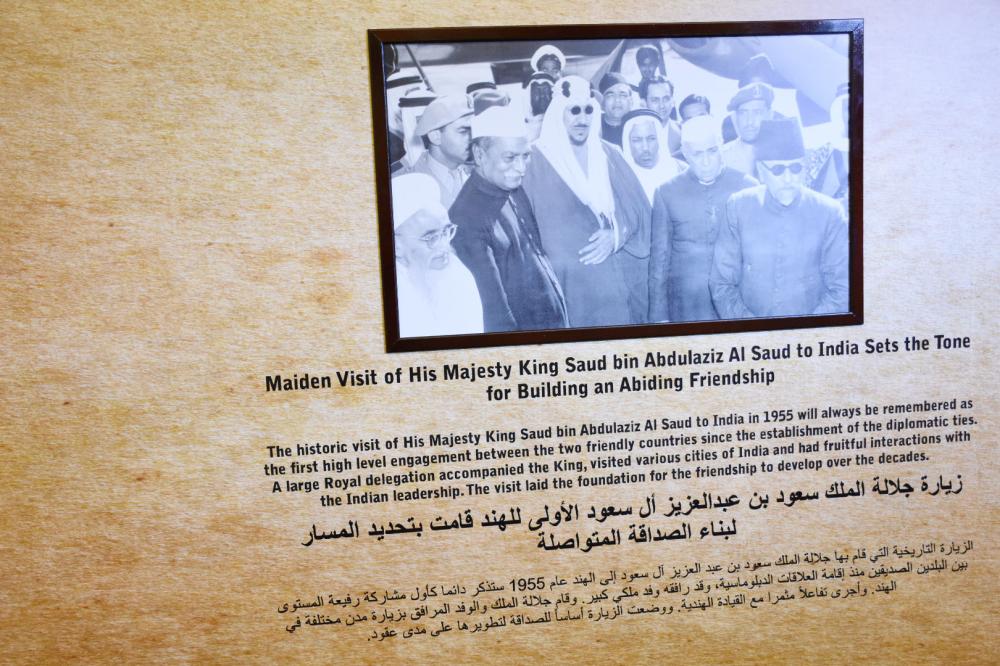 Maiden Visit of His Majesty King Saud bin Abdulaziz Al Saud to India Sets the Tone
for Building an Abiding Friendship
The historic visit of His Majesty King Saud bin Abdulaziz Al Saud to India in 1955 will always be remembered as
the first high level engagement between the two friendly countries since the establishment of the diplomatic ties.
A large Royal delegation accompanied the King, visited various cities of India and had fruitful interactions with
the Indian leadership. The visit laid the foundation for the friendship to develop over the decades.
زيارة جلالة الملك سعود بن عبدالعزيز أل سعود الأولى للهند قامت بتحديد المسار
لبناء الصداقة المتواصلة
الزيارة التاريخية التي قام بها جلالة الملك سعود بن عبد العزيز آل سعود إلى الهند عام 1955 ستذكر دائما كأول مشاركة رفيعة المستوى
بين البلدين الصديقين منذ إقامة العلاقات الدبلوماسية، وقد رافقه وفد ملكي كبير. وقام جلالة الملك والوفد المرافق بزيارة مدن مختلفة في
الهند. وأجرى تفاعلاً مثمرا مع القيادة الهندية. ووضعت الزيارة أساساً للصداقة لتطويرها على مدى عقود.